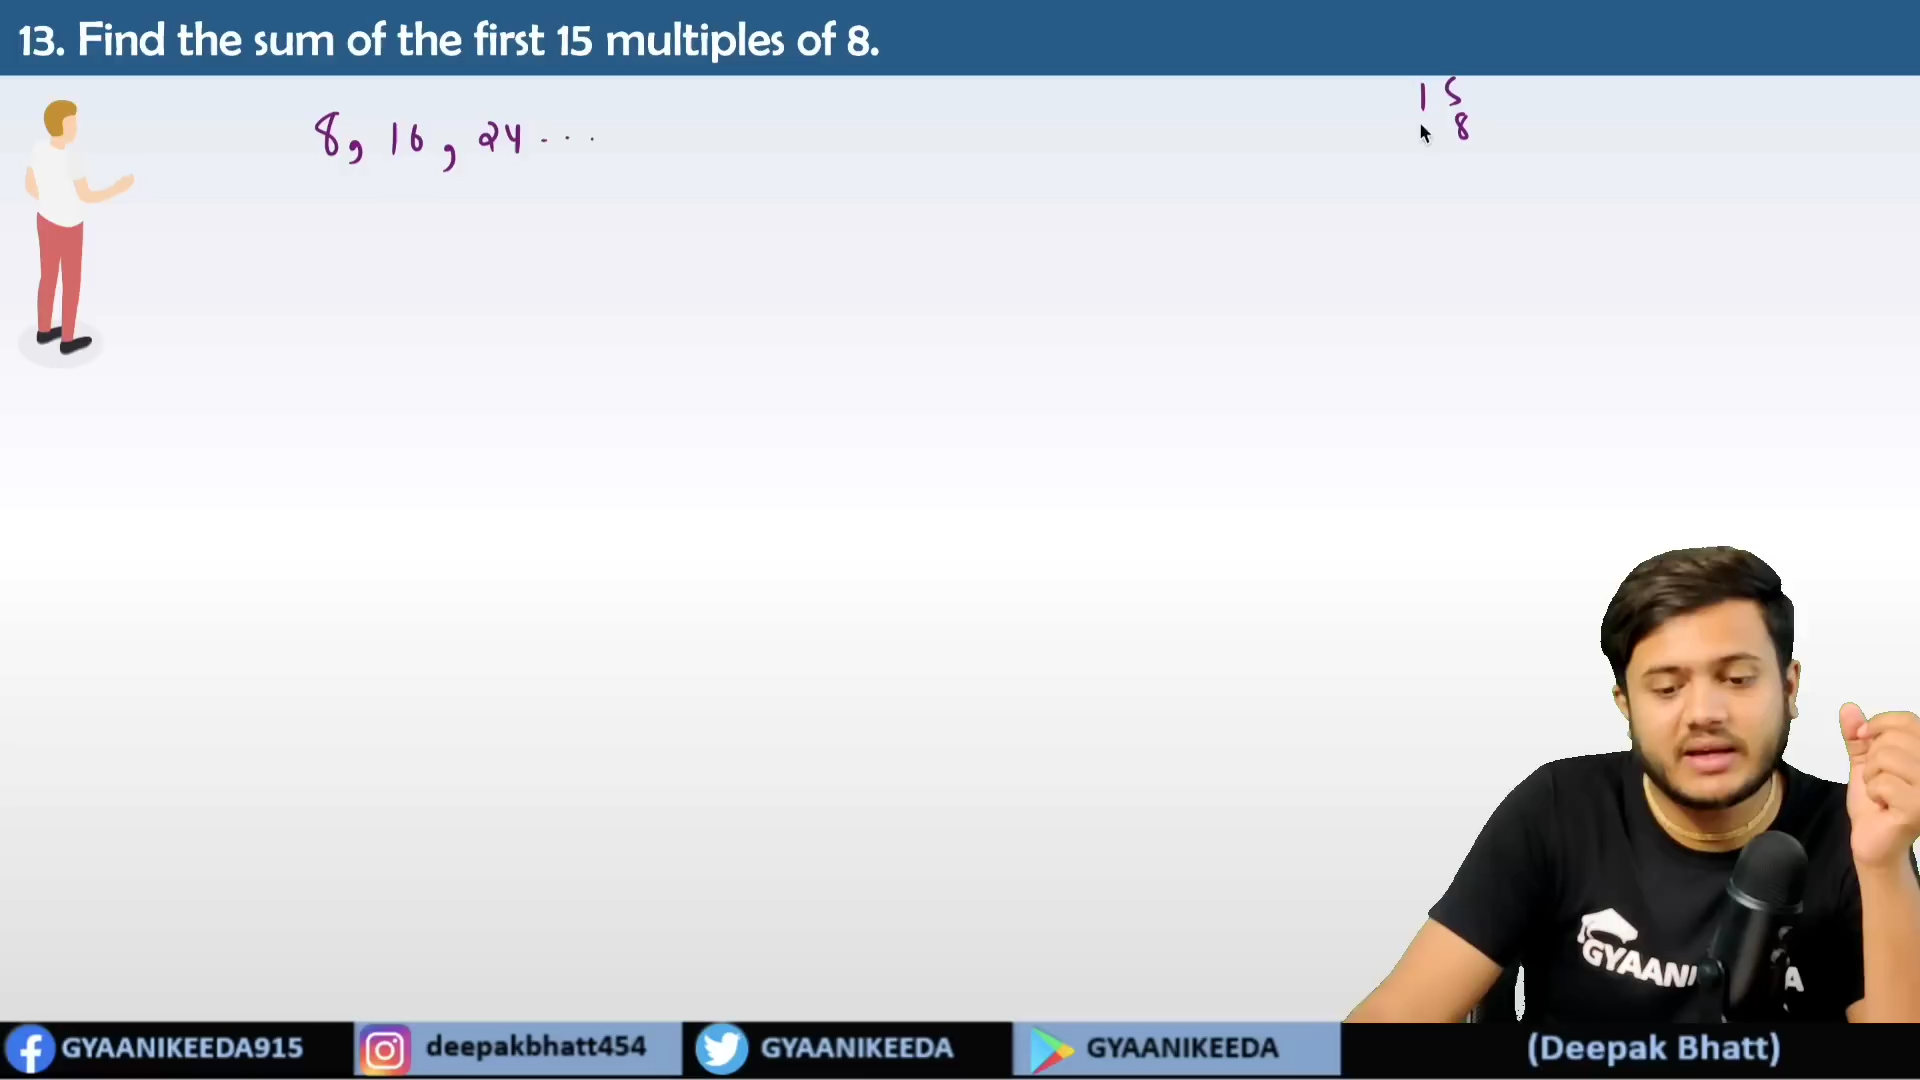 13. Find the sum of the first 15 multiples of 8.
15
8, 16, 24 ...
8
GYAANI
A
GYAANIKEEDA915
deepakbhatt454
GYAANIKEEDA
GYAANIKEEDA
(Deepak Bhatt)